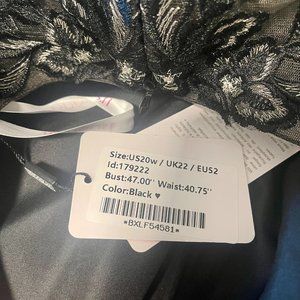 Size:US20w / UK22 / EUS2
Id:179222
Bust:47.00'' Waist:40.75''
Color:Black ♥
*BXLF54581*